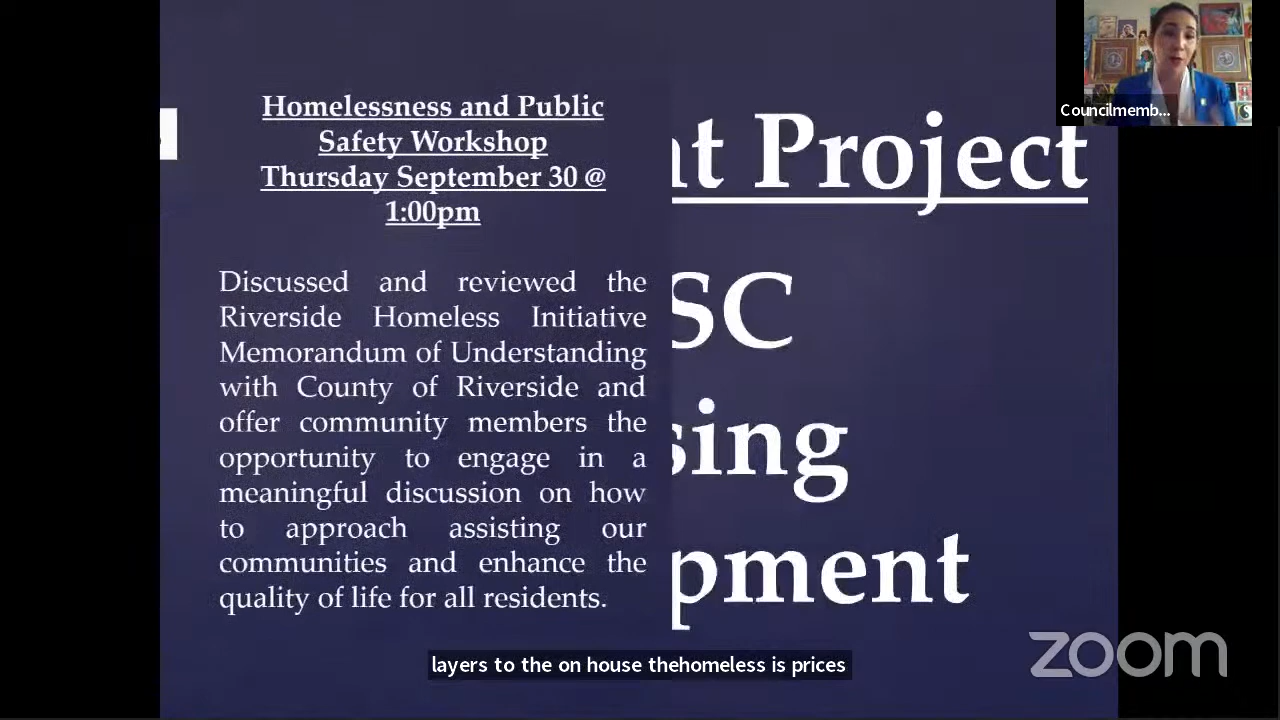 Homelessness and Public
Safety Workshop
Thursday September 30 @
1:00pm
Discussed and reviewed the
Riverside Homeless Initiative
Memorandum of Understanding
with County of Riverside and
offer community members the
opportunity to engage in a
meaningful discussion on how
to approach assisting our
communities and enhance the
quality of life for all residents.
nt Project
SC
sing
pment
Councilmemb...
layers to the on house thehomeless is prices
zoom